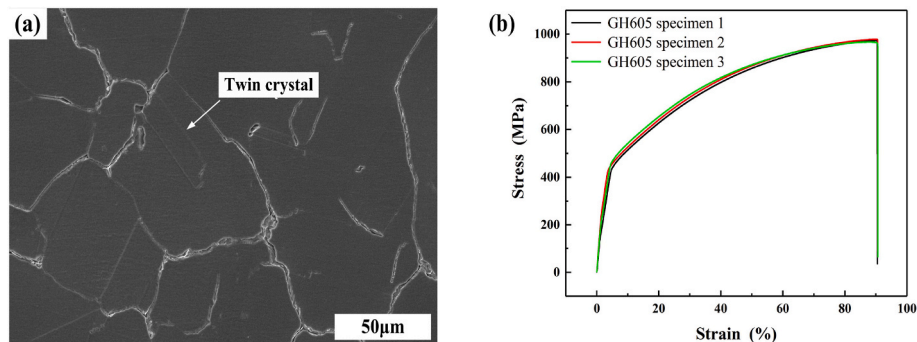 (a)
Twin crystal
50μm
(b)
GH605 specimen 1
GH605 specimen 2
GH605 specimen 3
1000
800
600
400
200
0
Stress (MPa)
0 20 40 60 80 100
Strain (%)